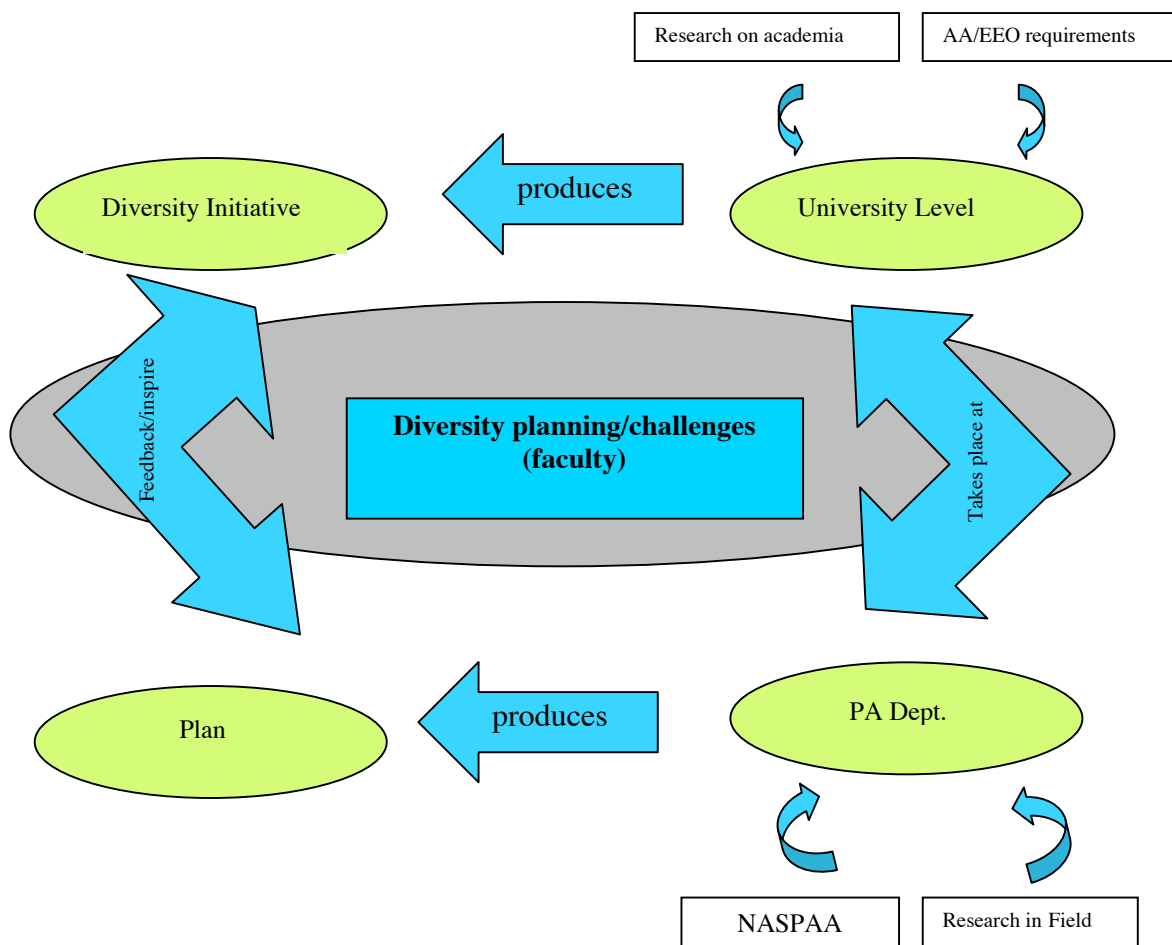 Research on academia
AA/EEO requirements
produces
Diversity Initiative
University Level
Feedback/inspire
Diversity planning/challenges
(faculty)
Takes place at
produces
Plan
PA Dept.
NASPAA
Research in Field